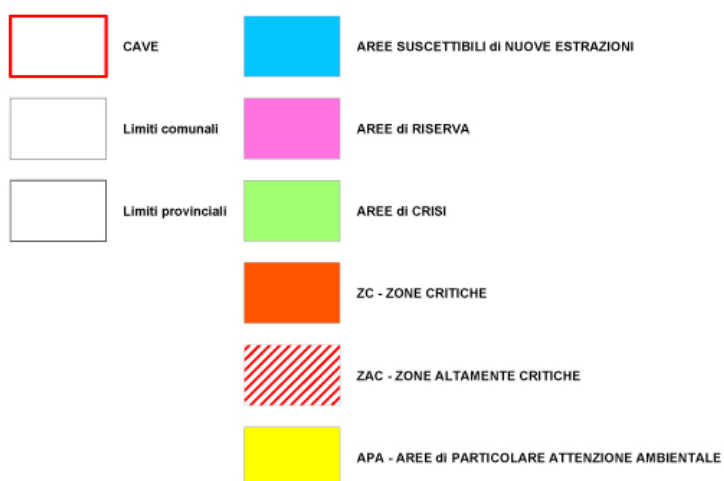 CAVE
AREE SUSCETTIBILI di NUOVE ESTRAZIONI
Limiti comunali
AREE di RISERVA
Limiti provinciali
AREE di CRISI
ZC - ZONE CRITICHE
ZAC - ZONE ALTAMENTE CRITICHE
APA - AREE di PARTICOLARE ATTENZIONE AMBIENTALE